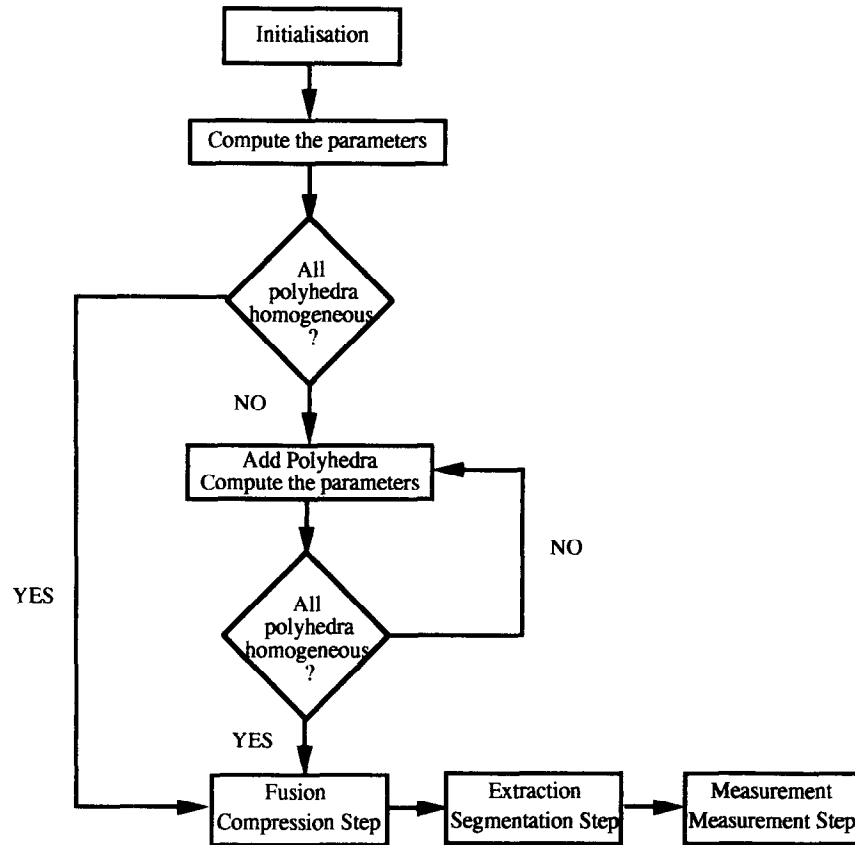 Initialisation
Compute the parameters
All
polyhedra
homogeneous
?
NO
Add Polyhedra
Compute the parameters
NO
YES
All
polyhedra
homogeneous
?
YES
Fusion
Compression Step
Extraction
Segmentation Step
Measurement
Measurement Step